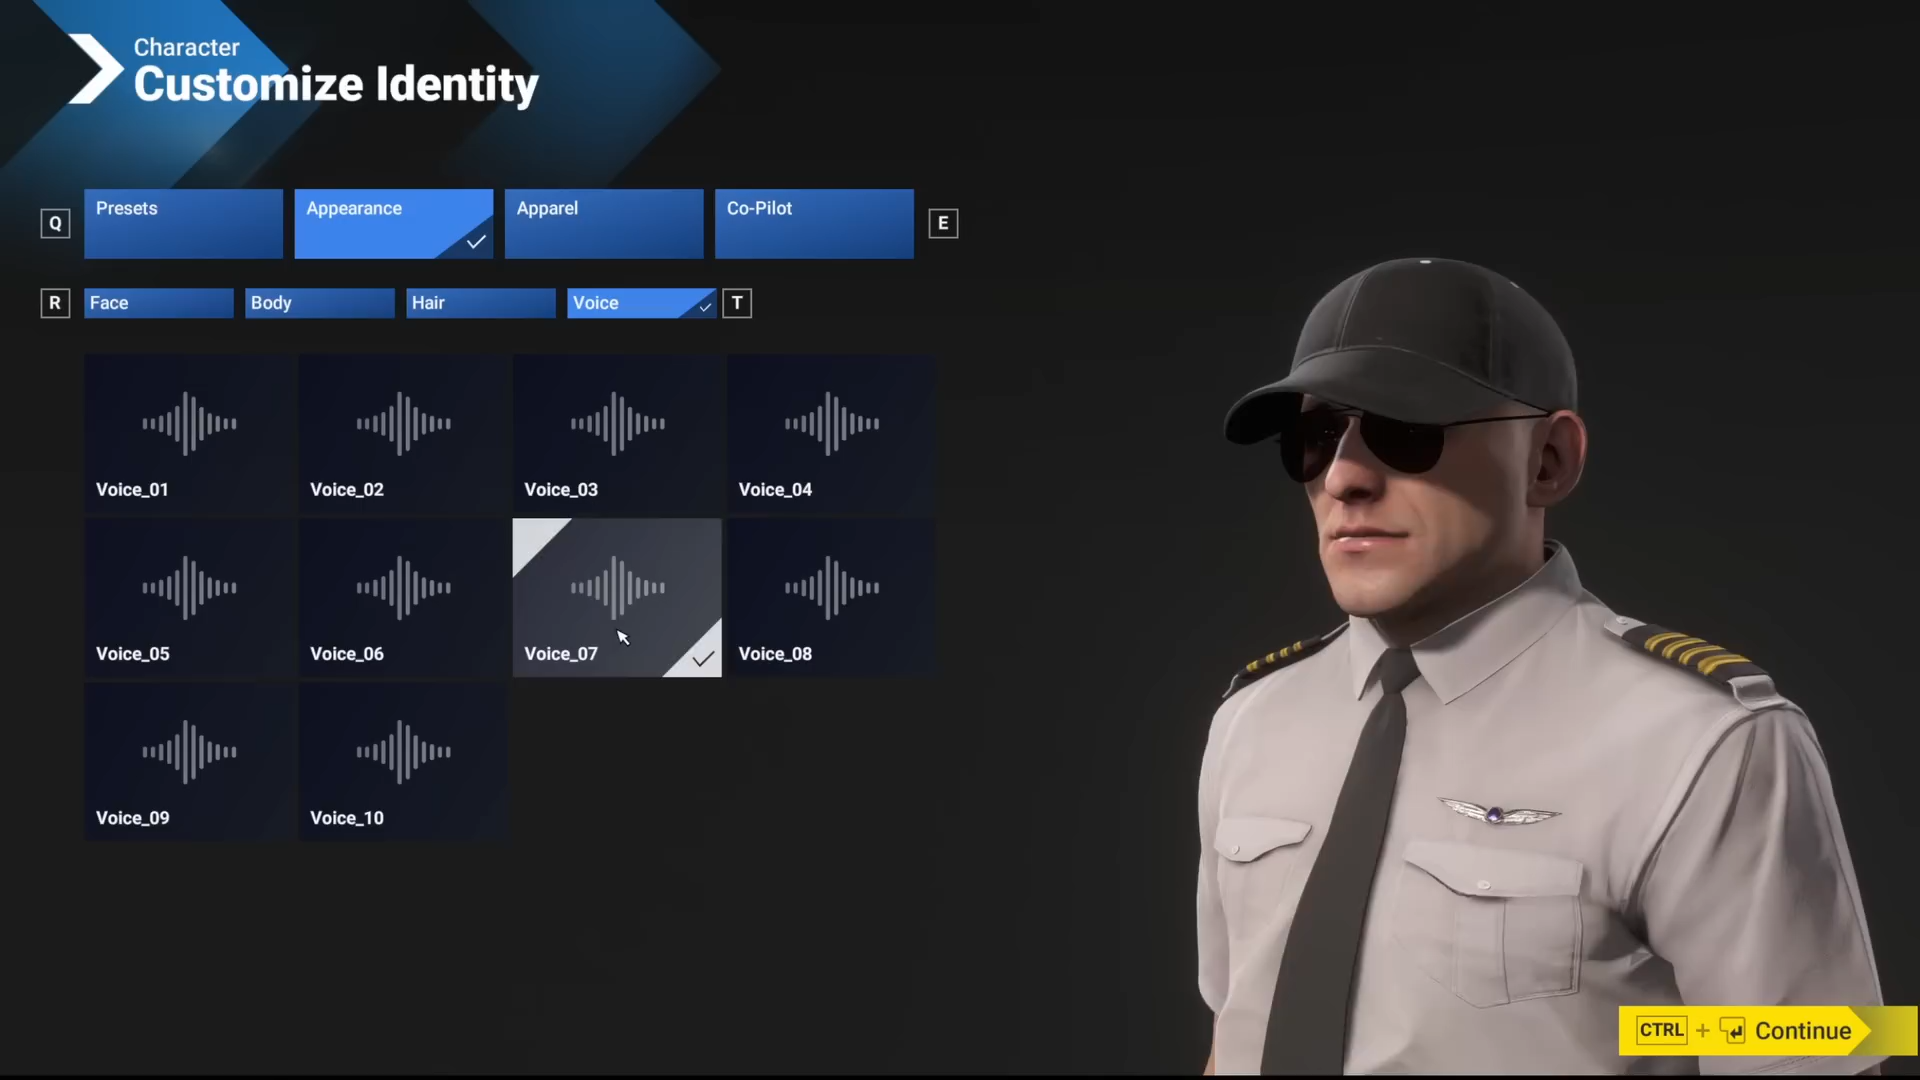 Character
Customize Identity
Q
Presets
Appearance
Apparel
Co-Pilot
E
R
Face
Body
Hair
Voice
T
Voice_01
Voice_02
Voice_03
Voice_04
Voice_05
Voice_06
Voice_07
Voice_08
Voice_09
Voice_10
CTRL + Continue